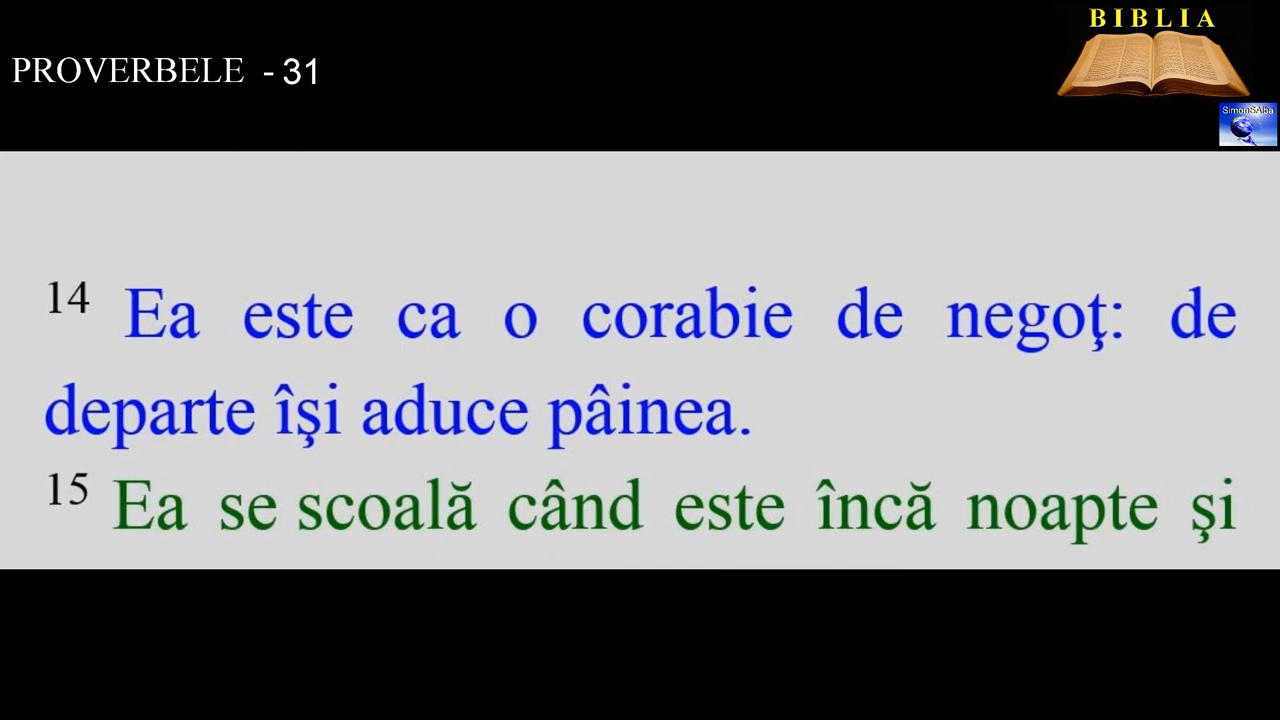 BIBLIA
PROVERBELE - 31
SimonSAlba
14 Ea este ca o corabie de negoţ: de
departe îşi aduce pâinea.
15 Ea se scoală când este încă noapte şi